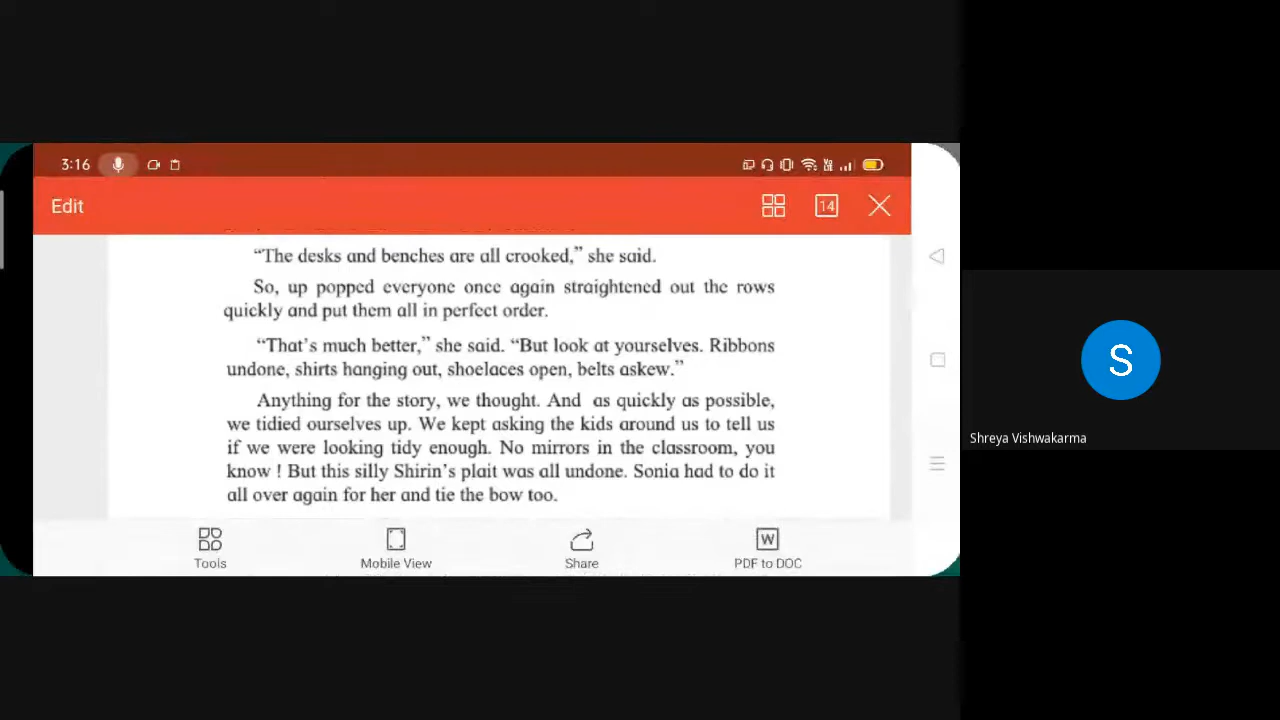 3:16
Edit
14
“The desks and benches are all crooked,” she said.
So, up popped everyone once again straightened out the rows
quickly and put them all in perfect order.
“That’s much better,” she said. “But look at yourselves. Ribbons
undone, shirts hanging out, shoelaces open, belts askew.”
Anything for the story, we thought. And as quickly as possible,
we tidied ourselves up. We kept asking the kids around us to tell us
if we were looking tidy enough. No mirrors in the classroom, you
know ! But this silly Shirin’s plait was all undone. Sonia had to do it
all over again for her and tie the bow too.
Tools
Mobile View
Share
W
PDF to DOC
S
Shreya Vishwakarma